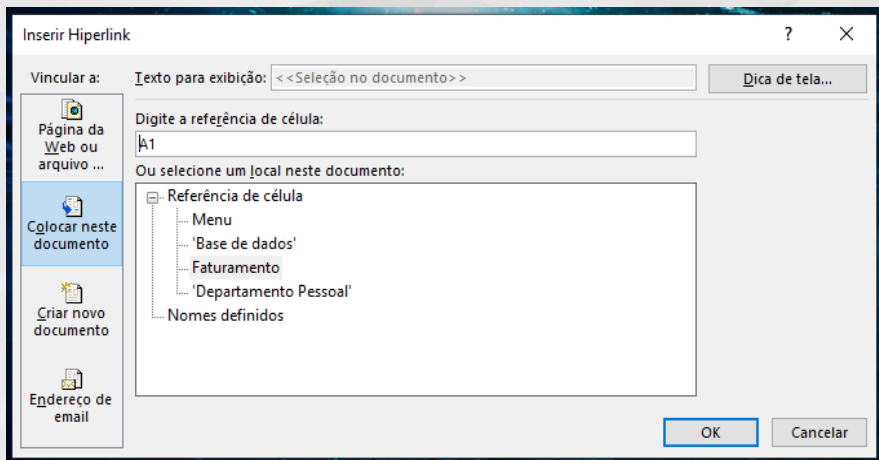 Inserir Hiperlink
?
Vincular a:
Texto para exibição:
<<Seleção no documento>>
Dica de tela...
Página da
Web ou
arquivo ...
Colocar neste
documento
Criar novo
documento
Endereço de
email
Digite a referência de célula:
A1
Ou selecione um local neste documento:
Referência de célula
Menu
'Base de dados'
Faturamento
'Departamento Pessoal'
Nomes definidos
OK
Cancelar